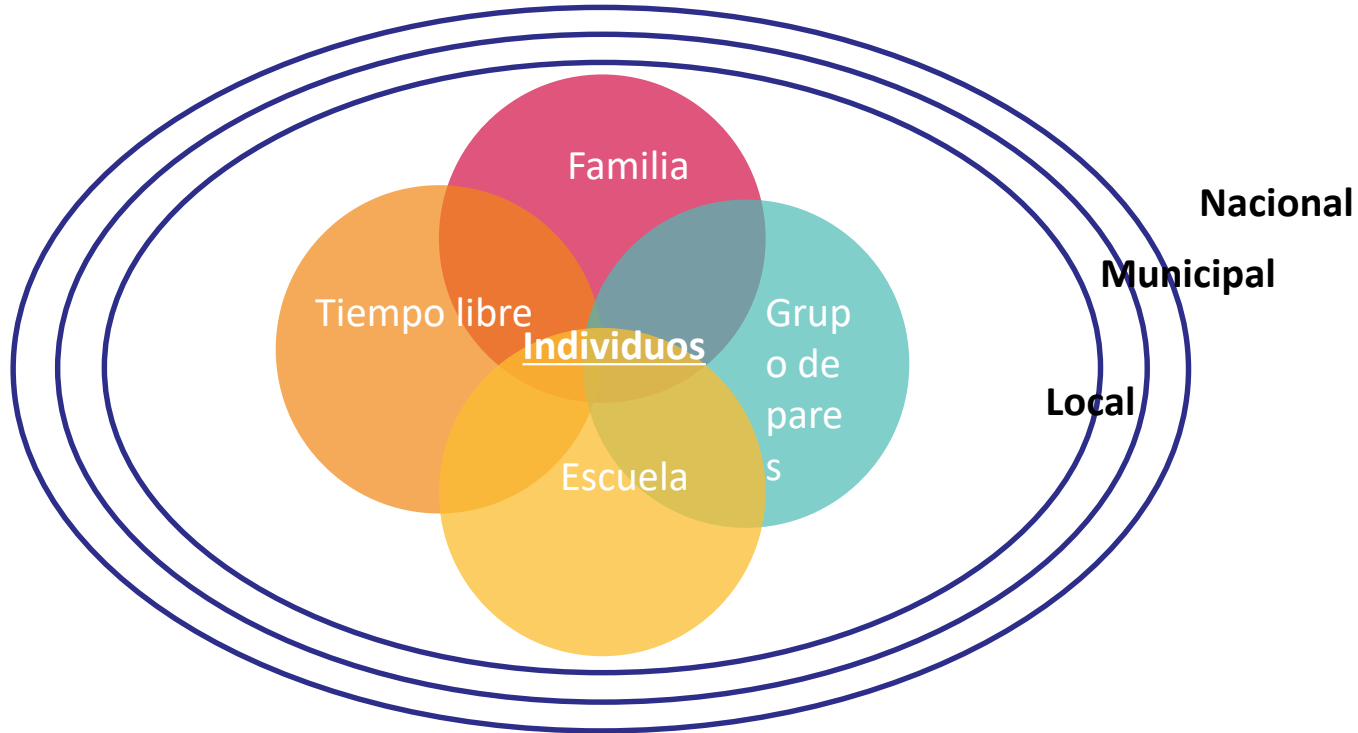 Familia
Nacional
Municipal
Tiempo libre
Grup
o de
pare
s
Individuos
Local
Escuela